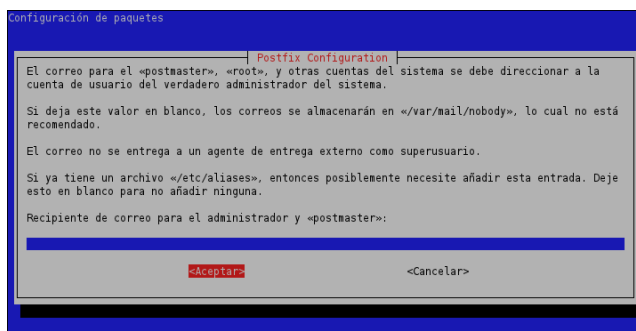 Configuración de paquetes
Postfix Configuration
El correo para el «postmaster», «root», y otras cuentas del sistema se debe direccionar a la
cuenta de usuario del verdadero administrador del sistema.
Si deja este valor en blanco, los correos se almacenarán en «/var/mail/nobody», lo cual no está
recomendado.
El correo no se entrega a un agente de entrega externo como superusuario.
Si ya tiene un archivo «/etc/aliases», entonces posiblemente necesite añadir esta entrada. Deje
esto en blanco para no añadir ninguna.
Recipiente de correo para el administrador y «postmaster»:
<Aceptar> <Cancelar>